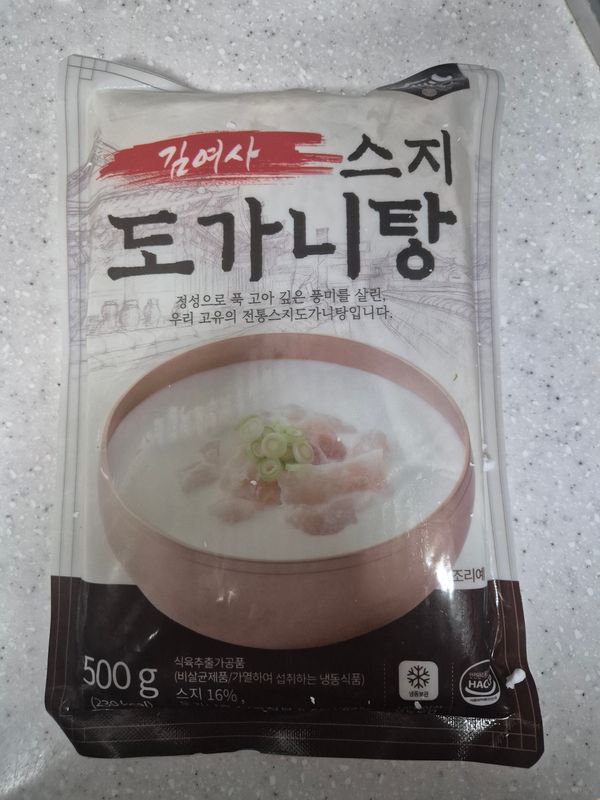 김여사
스지
도가니탕
정성으로 푹 고아 깊은 풍미를 살린,
우리 고유의 전통스지도가니탕입니다.
조리예
500 g
식육추출가공품
(비살균제품/가열하여 섭취하는 냉동식품)
스지 16%
냉동보관
HACCP